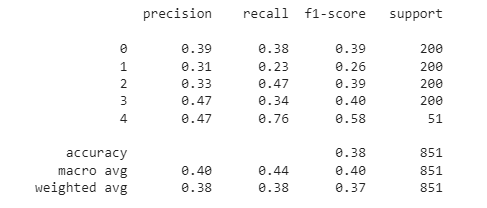 precision recall f1-score support
0 0.39 0.38 0.39 200
1 0.31 0.23 0.26 200
2 0.33 0.47 0.39 200
3 0.47 0.34 0.40 200
4 0.47 0.76 0.58 51
accuracy 0.38 851
macro avg 0.40 0.44 0.40 851
weighted avg 0.38 0.38 0.37 851